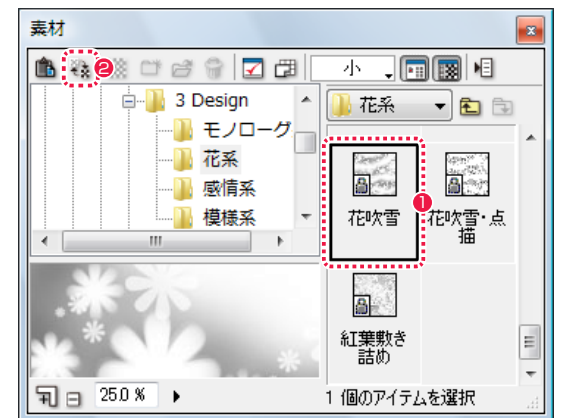 素材
❷
小
3 Design
モノローグ
花系
感情系
模様系
花系
❶
花吹雪
花吹雪・点
描
紅葉敷き
詰め
25.0 %
1 個のアイテムを選択